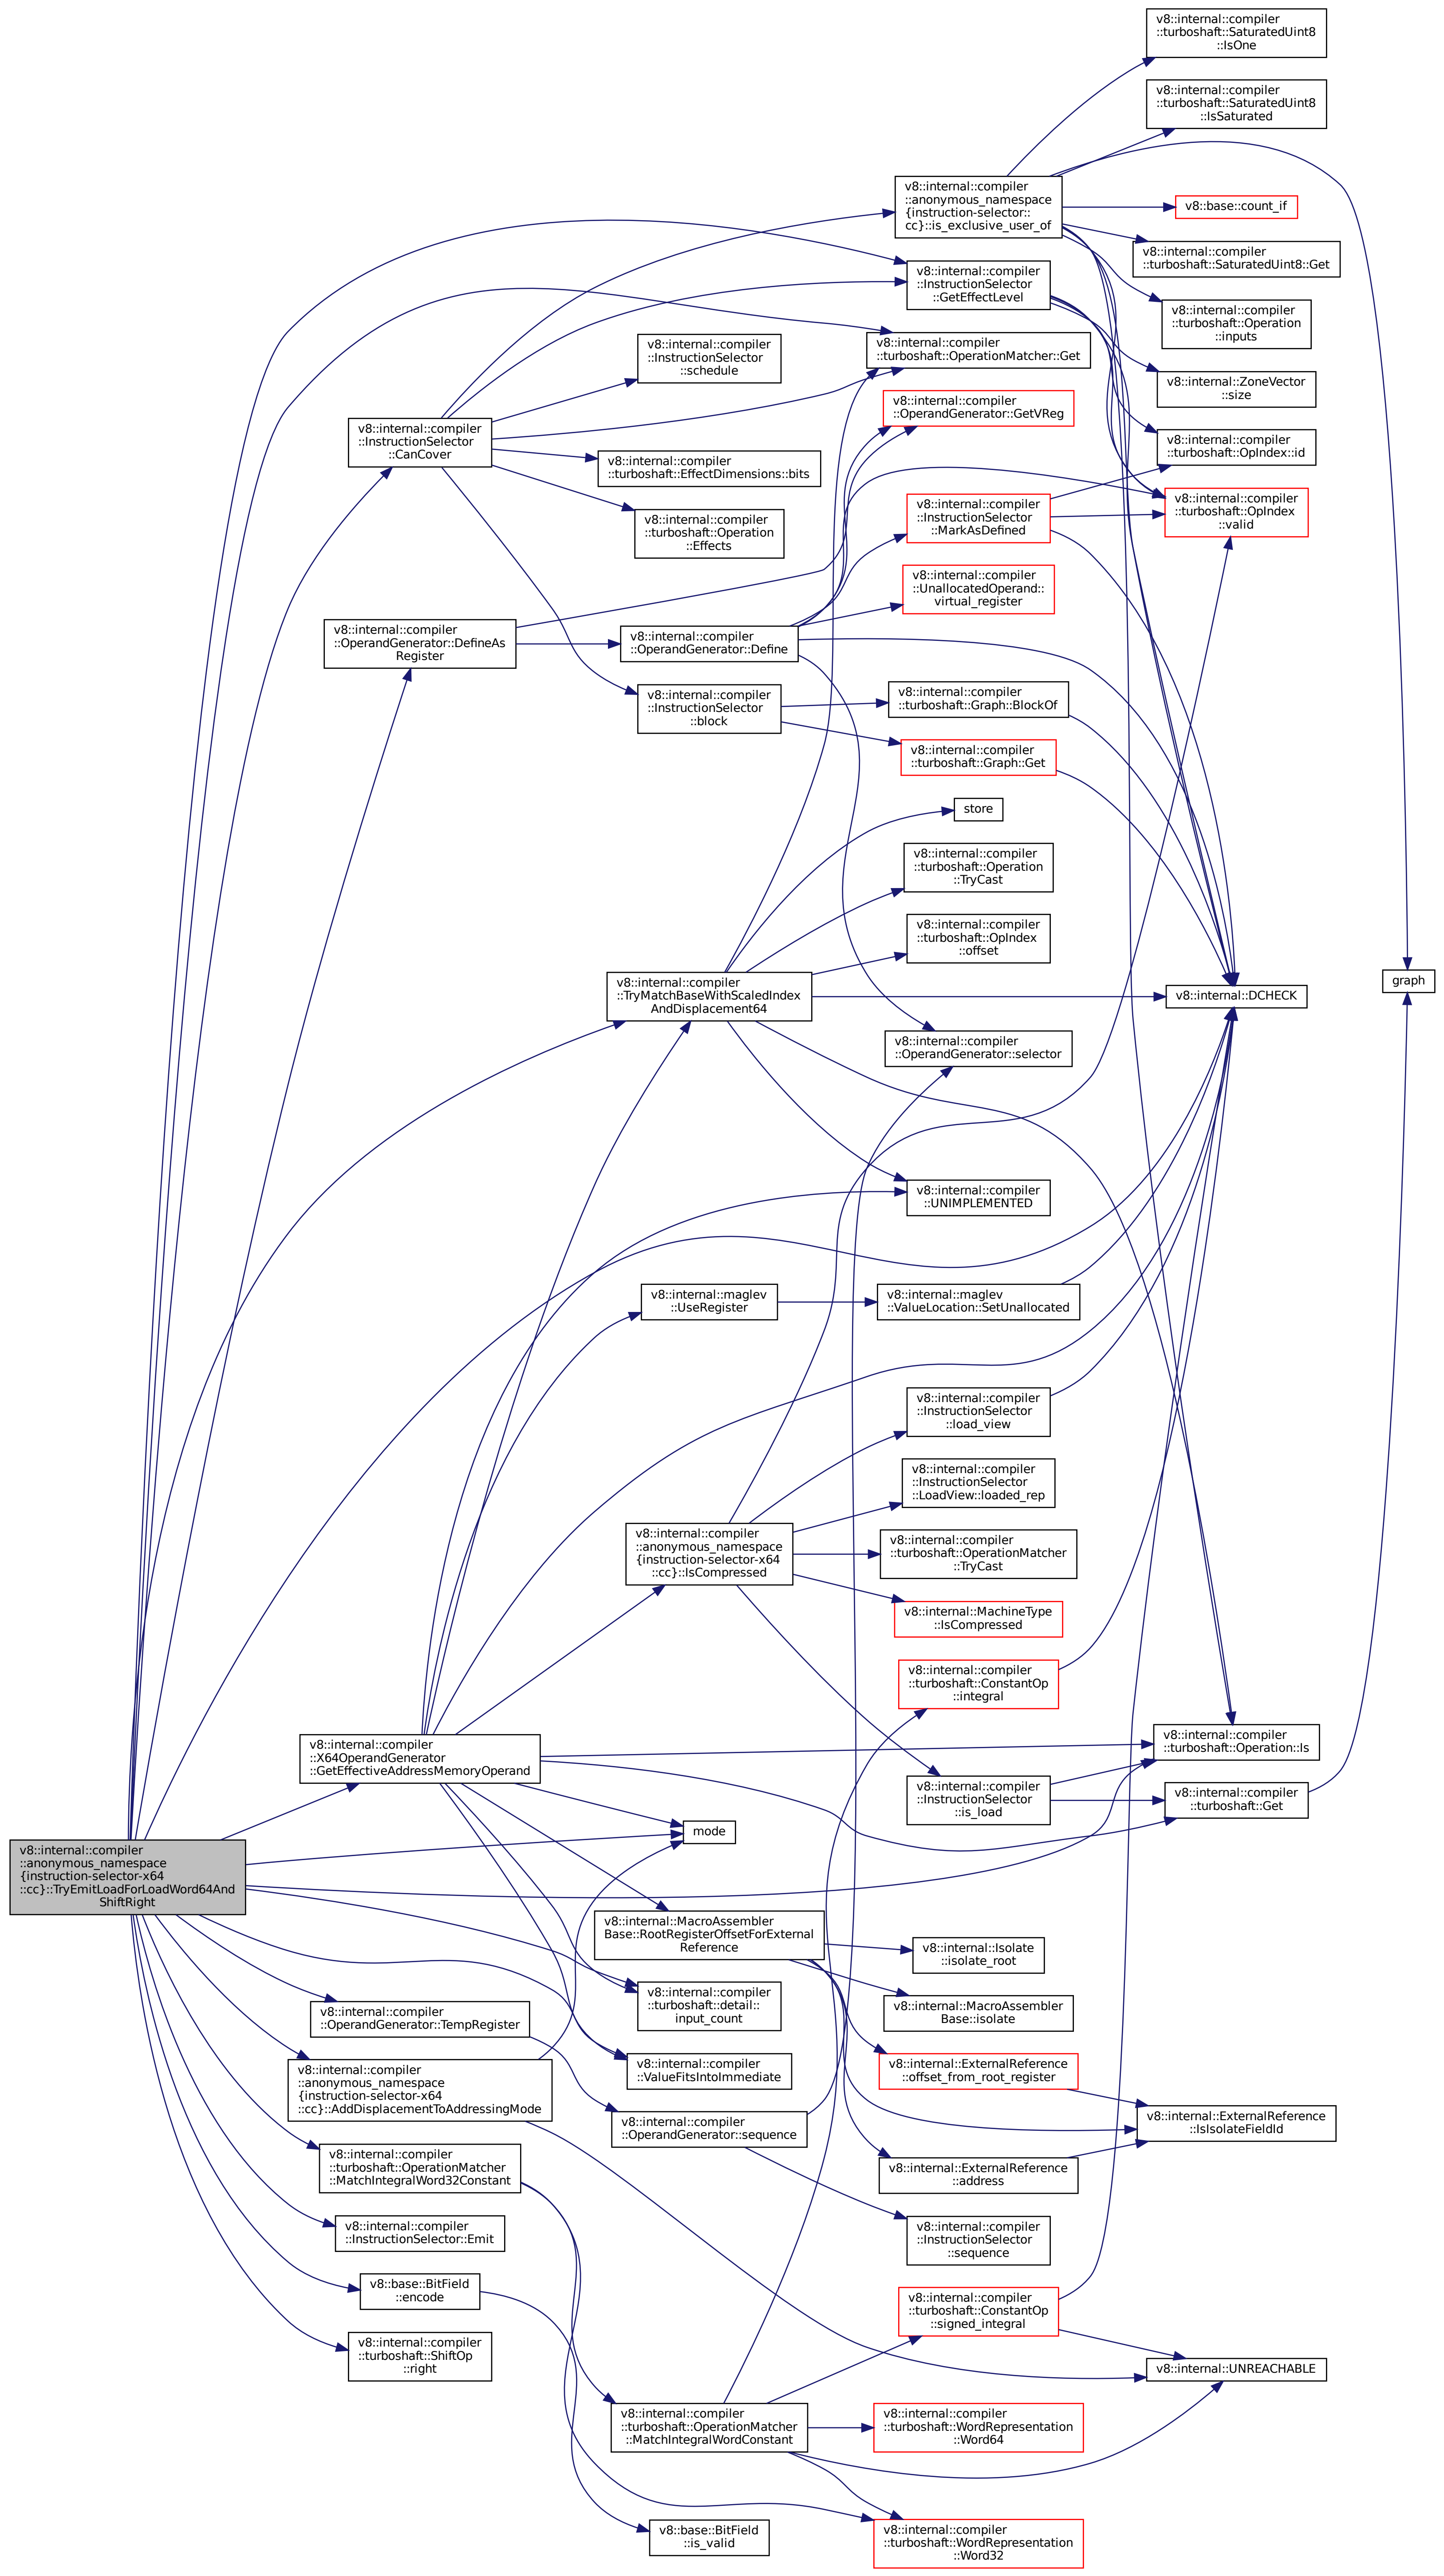 v8::internal::compiler
::turboshaft::SaturatedUint8
::IsOne
v8::internal::compiler
::turboshaft::SaturatedUint8
::IsSaturated
v8::internal::compiler
::anonymous_namespace
{instruction-selector::
cc}::is_exclusive_user_of
v8::base::count_if
v8::internal::compiler
::turboshaft::SaturatedUint8::Get
v8::internal::compiler
::InstructionSelector
::GetEffectLevel
v8::internal::compiler
::turboshaft::Operation
::inputs
v8::internal::compiler
::InstructionSelector
::schedule
v8::internal::compiler
::turboshaft::OperationMatcher::Get
v8::internal::ZoneVector
::size
v8::internal::compiler
::OperandGenerator::GetVReg
v8::internal::compiler
::InstructionSelector
::CanCover
v8::internal::compiler
::turboshaft::OpIndex::id
v8::internal::compiler
::turboshaft::EffectDimensions::bits
v8::internal::compiler
::InstructionSelector
::MarkAsDefined
v8::internal::compiler
::turboshaft::OpIndex
::valid
v8::internal::compiler
::turboshaft::Operation
::Effects
v8::internal::compiler
::UnallocatedOperand::
virtual_register
v8::internal::compiler
::OperandGenerator::DefineAs
Register
v8::internal::compiler
::OperandGenerator::Define
v8::internal::compiler
::InstructionSelector
::block
v8::internal::compiler
::turboshaft::Graph::BlockOf
v8::internal::compiler
::turboshaft::Graph::Get
store
v8::internal::compiler
::turboshaft::Operation
::TryCast
v8::internal::compiler
::turboshaft::OpIndex
::offset
graph
v8::internal::compiler
::TryMatchBaseWithScaledIndex
AndDisplacement64
v8::internal::DCHECK
v8::internal::compiler
::OperandGenerator::selector
v8::internal::compiler
::UNIMPLEMENTED
v8::internal::maglev
::UseRegister
v8::internal::maglev
::ValueLocation::SetUnallocated
v8::internal::compiler
::InstructionSelector
::load_view
v8::internal::compiler
::InstructionSelector
::LoadView::loaded_rep
v8::internal::compiler
::anonymous_namespace
{instruction-selector-x64
::cc}::IsCompressed
v8::internal::compiler
::turboshaft::OperationMatcher
::TryCast
v8::internal::MachineType
::IsCompressed
v8::internal::compiler
::turboshaft::ConstantOp
::integral
v8::internal::compiler
::X64OperandGenerator
::GetEffectiveAddressMemoryOperand
v8::internal::compiler
::turboshaft::Operation::Is
v8::internal::compiler
::InstructionSelector
::is_load
v8::internal::compiler
::turboshaft::Get
mode
v8::internal::compiler
::anonymous_namespace
{instruction-selector-x64
::cc}::TryEmitLoadForLoadWord64And
ShiftRight
v8::internal::MacroAssembler
Base::RootRegisterOffsetForExternal
Reference
v8::internal::Isolate
::isolate_root
v8::internal::compiler
::turboshaft::detail::
input_count
v8::internal::MacroAssembler
Base::isolate
v8::internal::compiler
::OperandGenerator::TempRegister
v8::internal::compiler
::ValueFitsIntoImmediate
v8::internal::ExternalReference
::offset_from_root_register
v8::internal::compiler
::anonymous_namespace
{instruction-selector-x64
::cc}::AddDisplacementToAddressingMode
v8::internal::compiler
::OperandGenerator::sequence
v8::internal::ExternalReference
::IsIsolateFieldId
v8::internal::compiler
::turboshaft::OperationMatcher
::MatchIntegralWord32Constant
v8::internal::ExternalReference
::address
v8::internal::compiler
::InstructionSelector::Emit
v8::internal::compiler
::InstructionSelector
::sequence
v8::base::BitField
::encode
v8::internal::compiler
::turboshaft::ConstantOp
::signed_integral
v8::internal::compiler
::turboshaft::ShiftOp
::right
v8::internal::UNREACHABLE
v8::internal::compiler
::turboshaft::OperationMatcher
::MatchIntegralWordConstant
v8::internal::compiler
::turboshaft::WordRepresentation
::Word64
v8::base::BitField
::is_valid
v8::internal::compiler
::turboshaft::WordRepresentation
::Word32